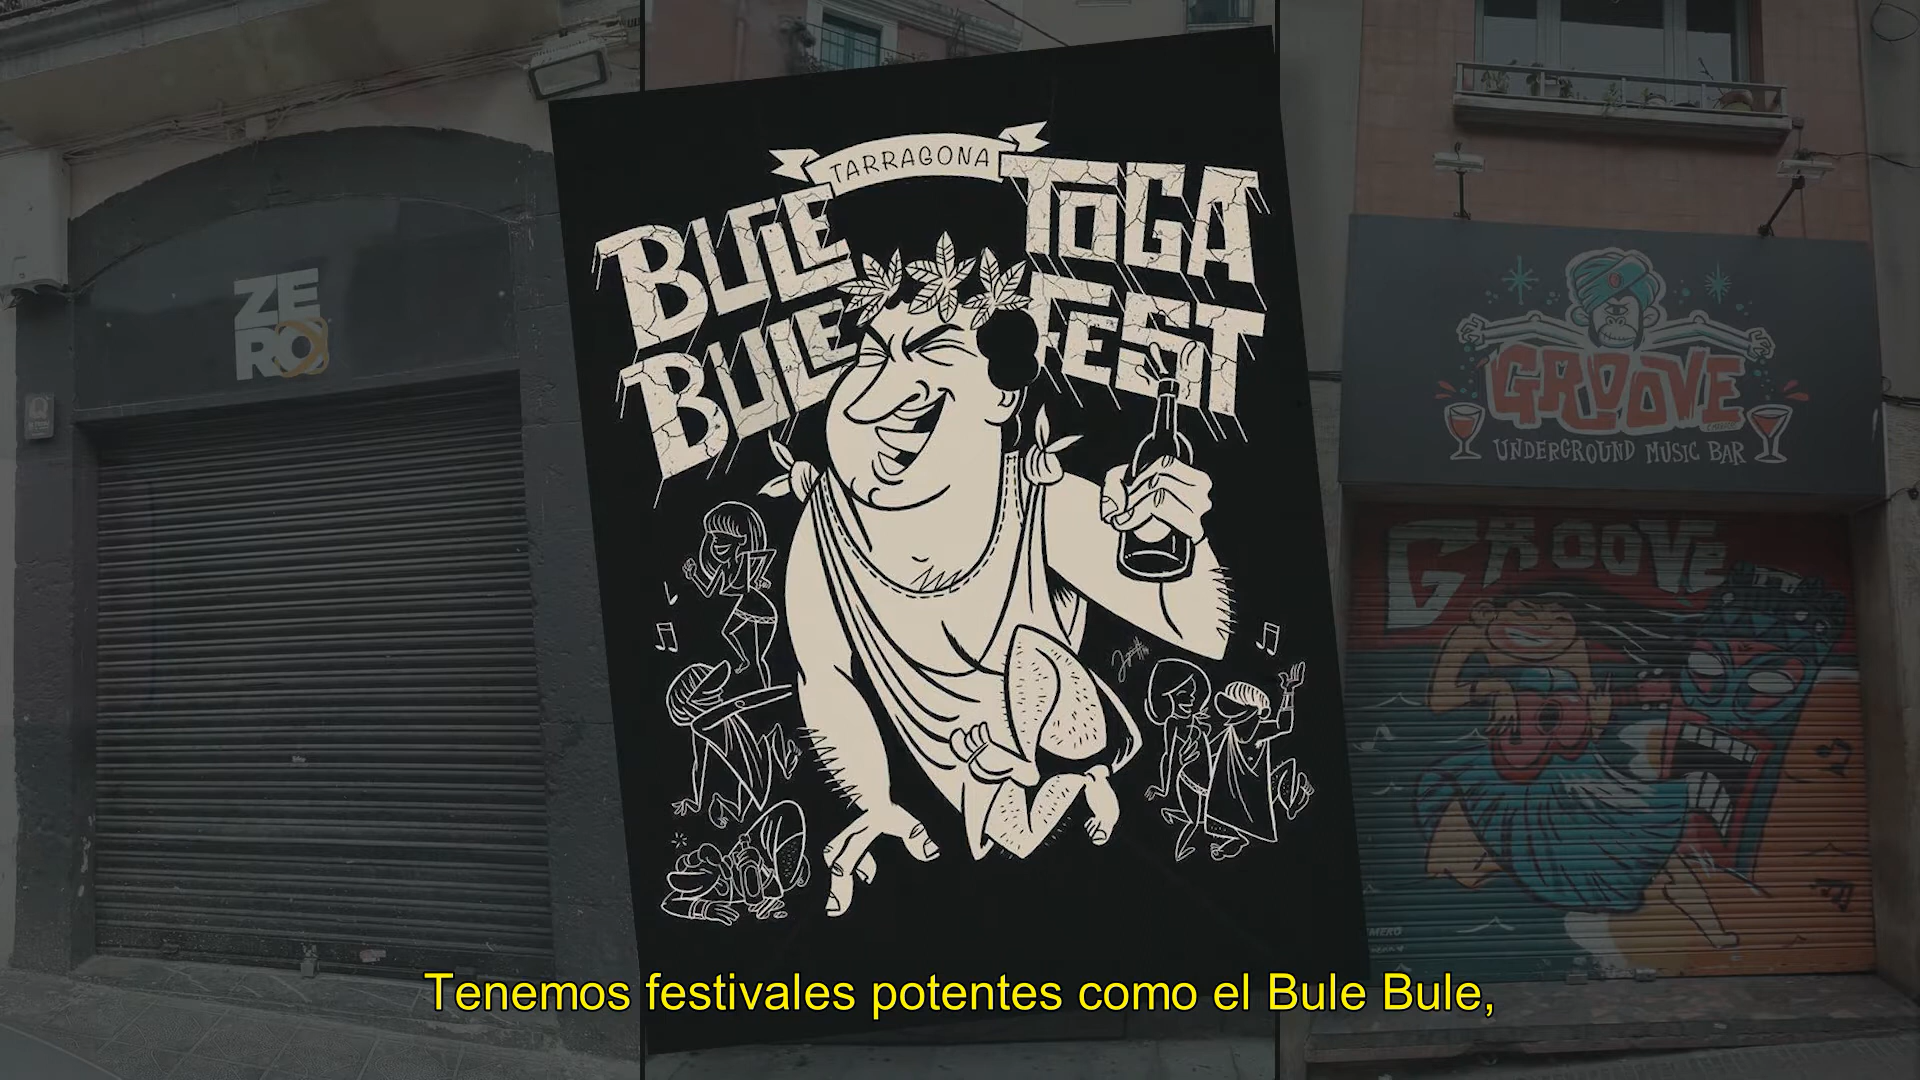 ZE
RO
TARRAGONA
BULE
BULE
TOGA
FEST
GROOVE
UNDERGROUND MUSIC BAR
GROOVE
Tenemos festivales potentes como el Bule Bule,